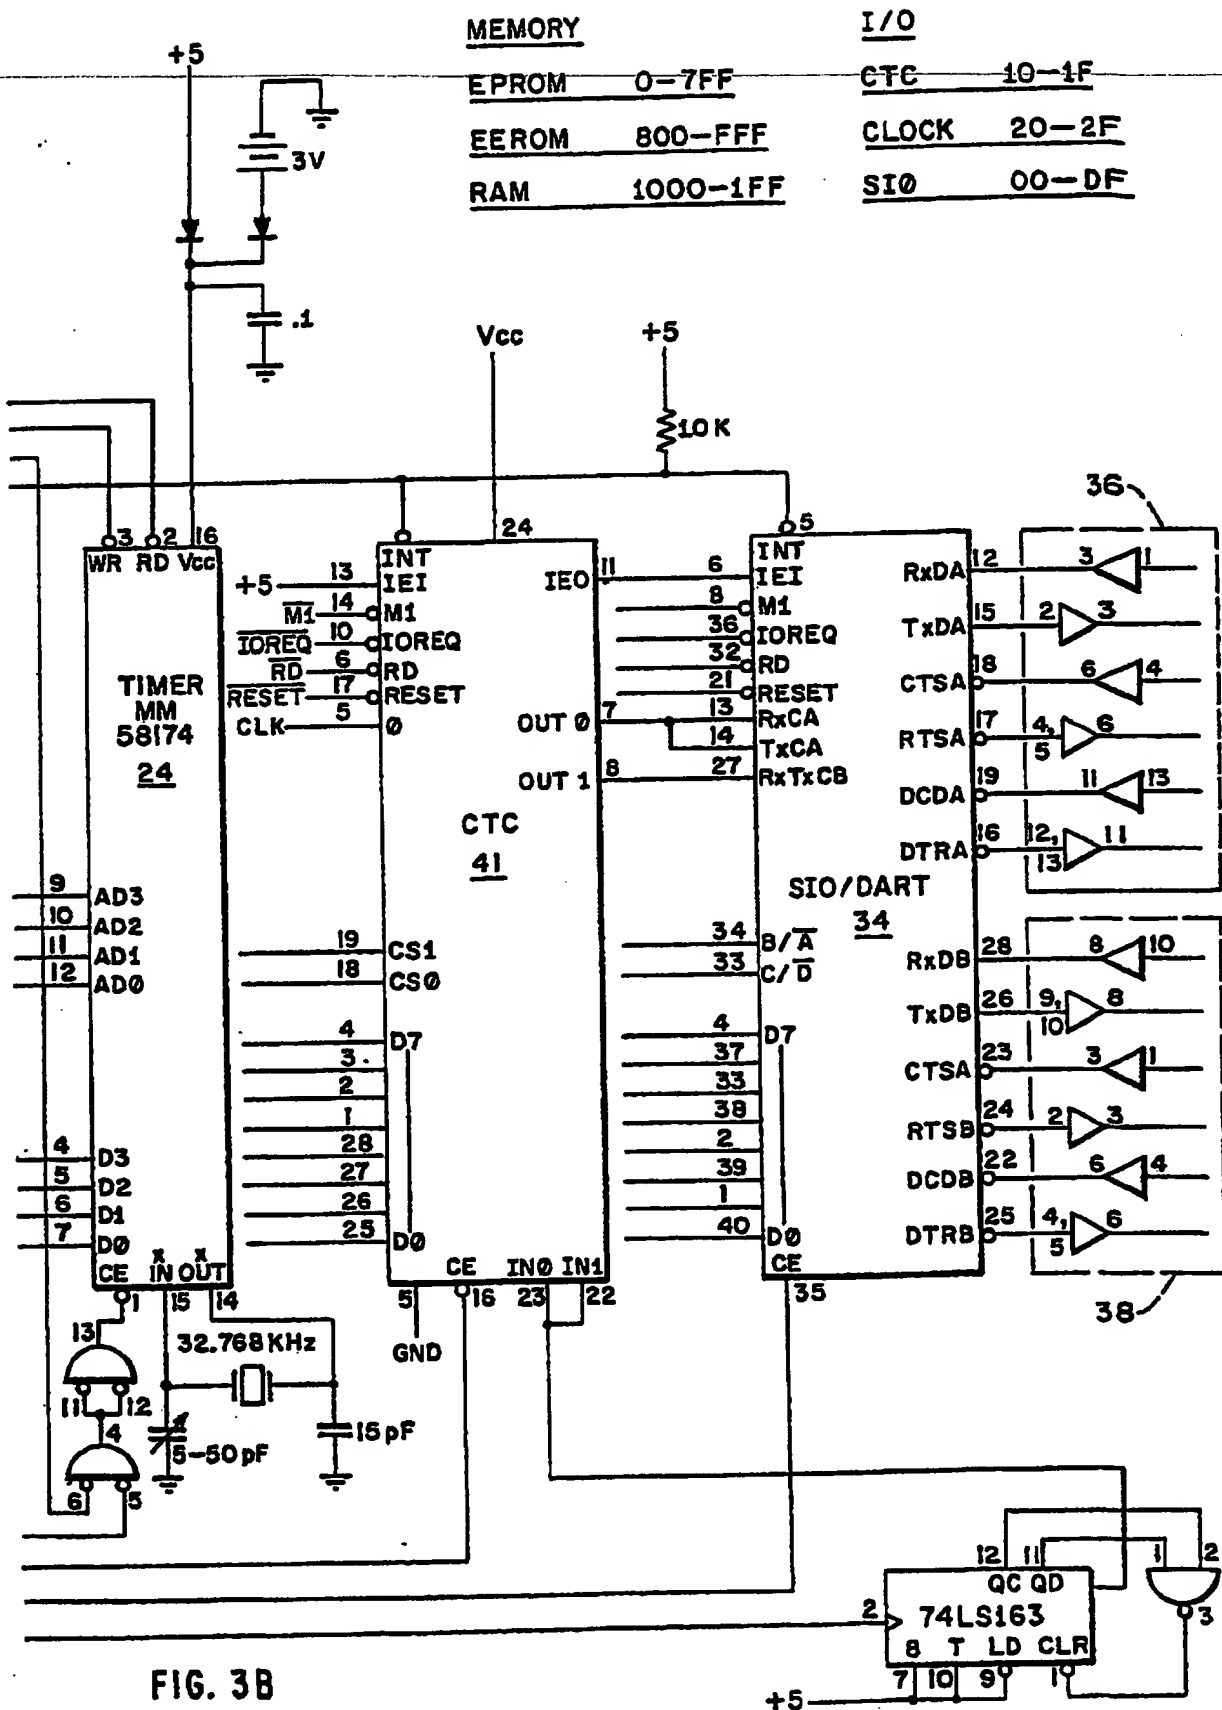 MEMORY
EPROM 0-7FF
EEROM 800-FFF
RAM 1000-1FF
I/O
CTC 10-1F
CLOCK 20-2F
SIØ 00-DF
+5
3V
.1
Vcc
+5
10K
3 2 16
WR RD Vcc
TIMER
MM
58174
24
9 AD3
10 AD2
11 AD1
12 AD0
4 D3
5 D2
6 D1
7 D0
CE
X X
IN OUT
1 15 14
13
11 12
4
6 5
32.768KHz
5-50pF
15pF
24
INT
+5 13 IEI
M1 14 M1
IOREQ 10 IOREQ
RD 6 RD
RESET 17 RESET
CLK 5 Ø
IEO 11
OUT 0 7
OUT 1 8
CTC
41
19 CS1
18 CS0
4 D7
3
2
1
28
27
26
25 D0
CE IN0 IN1
5 16 23 22
GND
5
INT
6 IEI
8 M1
36 IOREQ
32 RD
21 RESET
13 RxCA
14 TxCA
27 RxTxCB
SIO/DART
34
34 B/A
33 C/D
4 D7
37
33
38
2
39
1
40 D0
CE
35
36
RxDA 12 3 1
TxDA 15 2 3
CTSA 18 6 4
RTSA 17 4, 5 6
DCDA 19 11 13
DTRA 16 12, 13 11
RxDB 28 8 10
TxDB 26 9, 10 8
CTSA 23 3 1
RTSB 24 2 3
DCDB 22 6 4
DTRB 25 4, 5 6
38
12 11 1 2
QC QD
2 74LS163 3
8 T LD CLR
7 10 9 1
+5
FIG. 3B